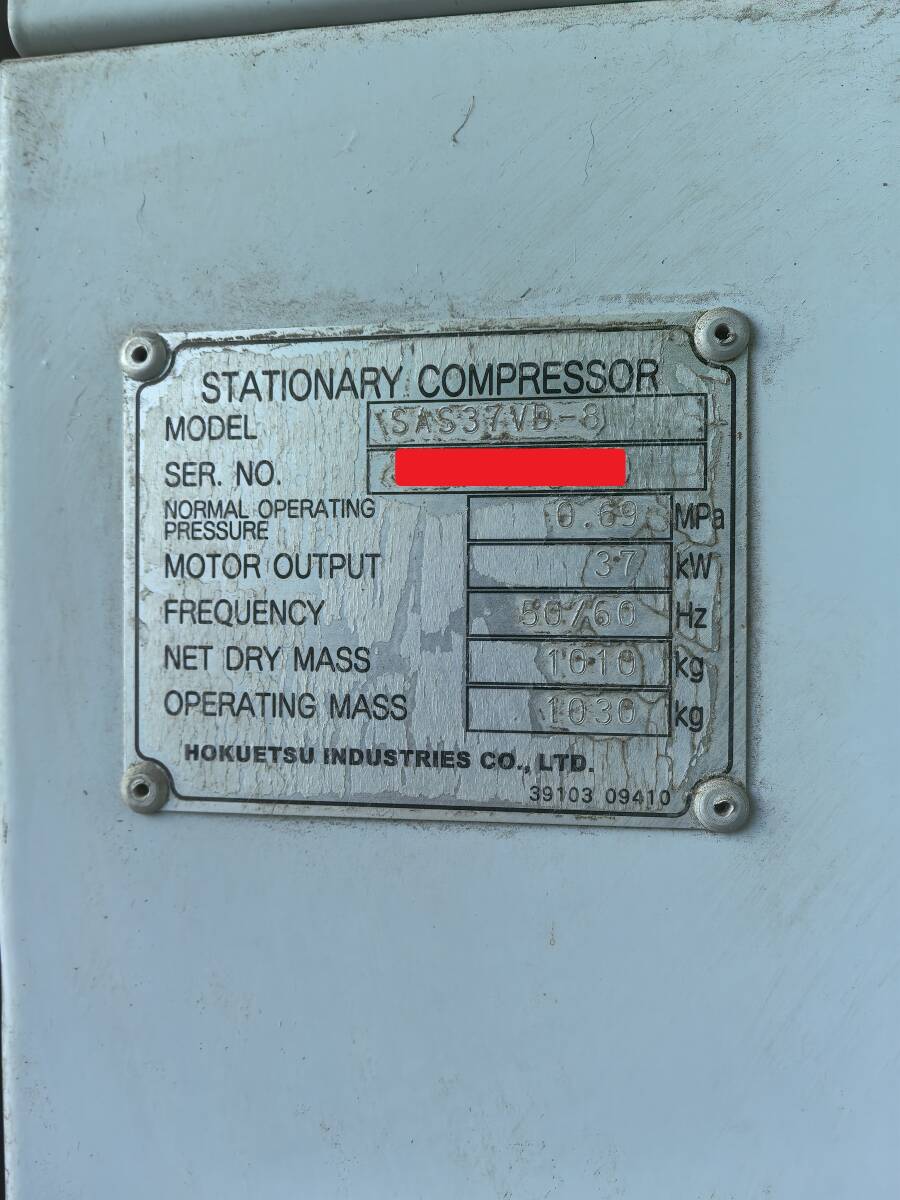 STATIONARY COMPRESSOR
MODEL SAS37VD-8
SER. NO.
NORMAL OPERATING PRESSURE 0.69 MPa
MOTOR OUTPUT 37 kW
FREQUENCY 50/60 Hz
NET DRY MASS 1010 kg
OPERATING MASS 1030 kg
HOKUETSU INDUSTRIES CO., LTD.
39103 09410